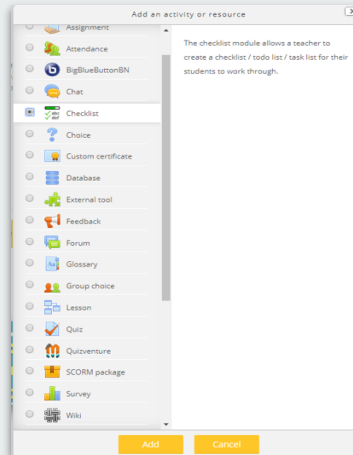 Add an activity or resource
Assignment
Attendance
BigBlueButtonBN
Chat
Checklist
Choice
Custom certificate
Database
External tool
Feedback
Forum
Glossary
Group choice
Lesson
Quiz
Quizventure
SCORM package
Survey
Wiki
The checklist module allows a teacher to
create a checklist / todo list / task list for their
students to work through.
Add
Cancel